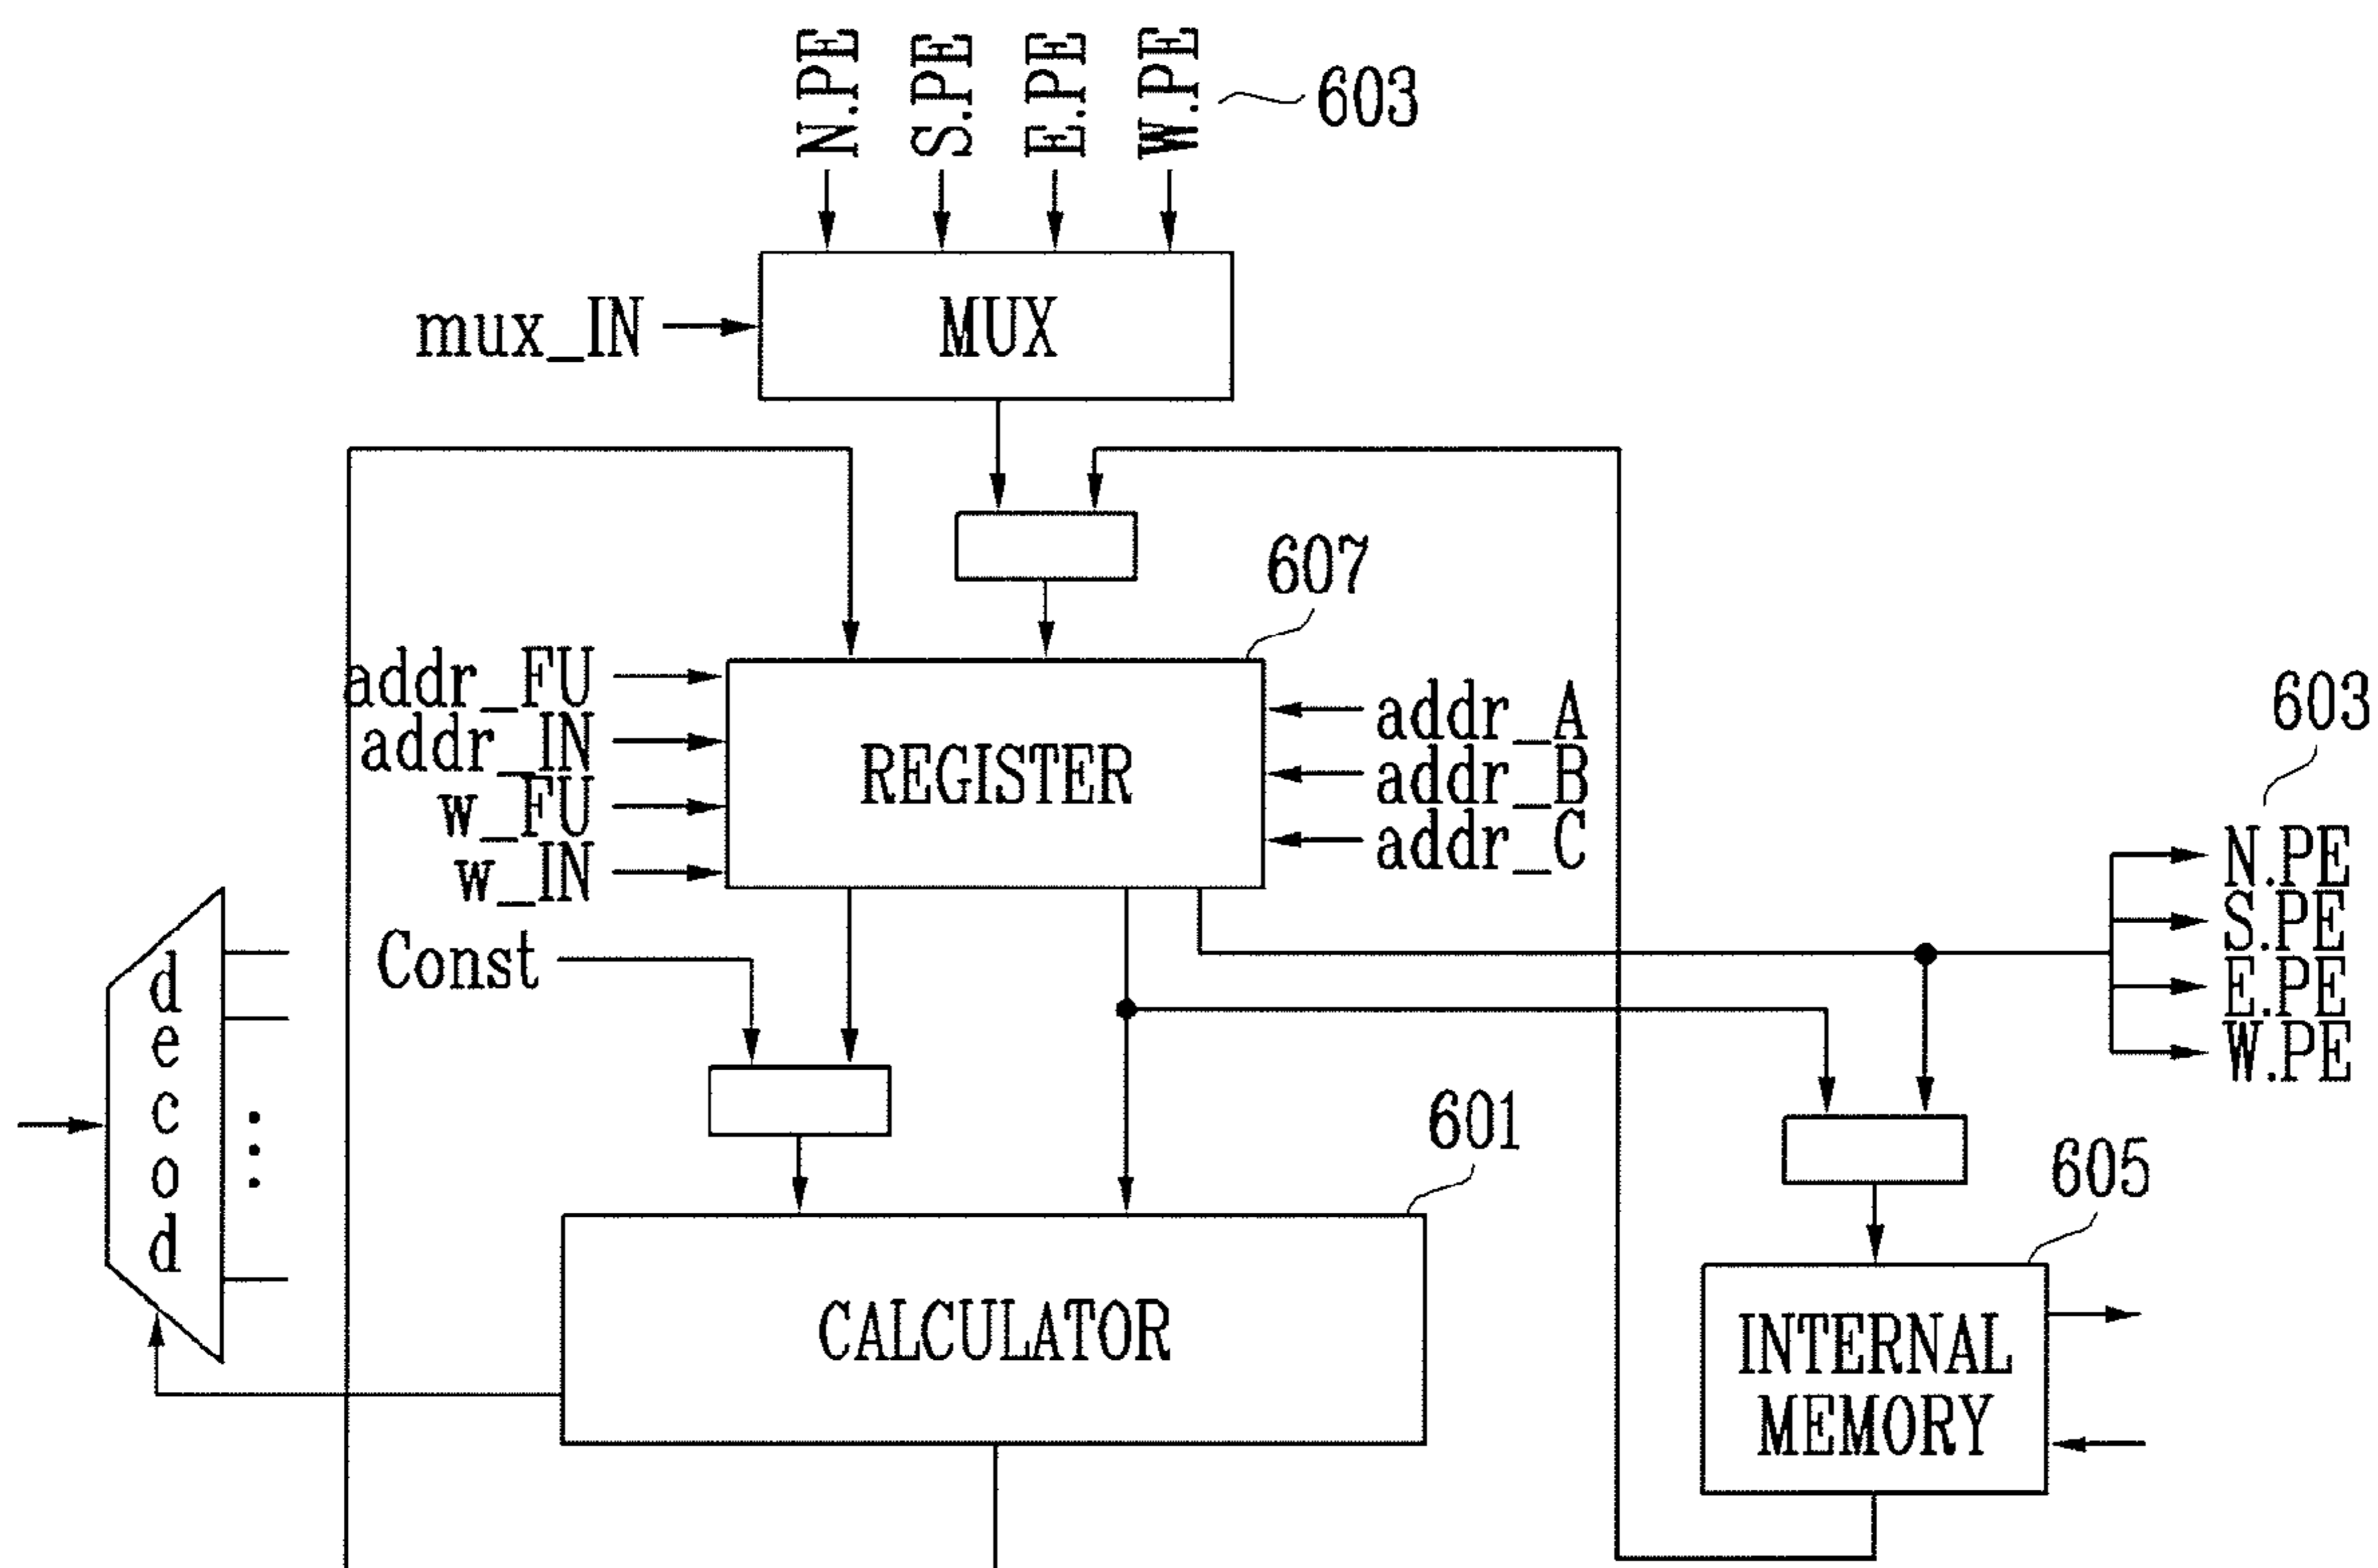 N.PE S.PE E.PE W.PE 603
mux_IN MUX
607
addr_FU
addr_IN
w_FU
w_IN
REGISTER
addr_A
addr_B
addr_C
603
N.PE
S.PE
E.PE
W.PE
Const
decod
601
605
CALCULATOR
INTERNAL
MEMORY